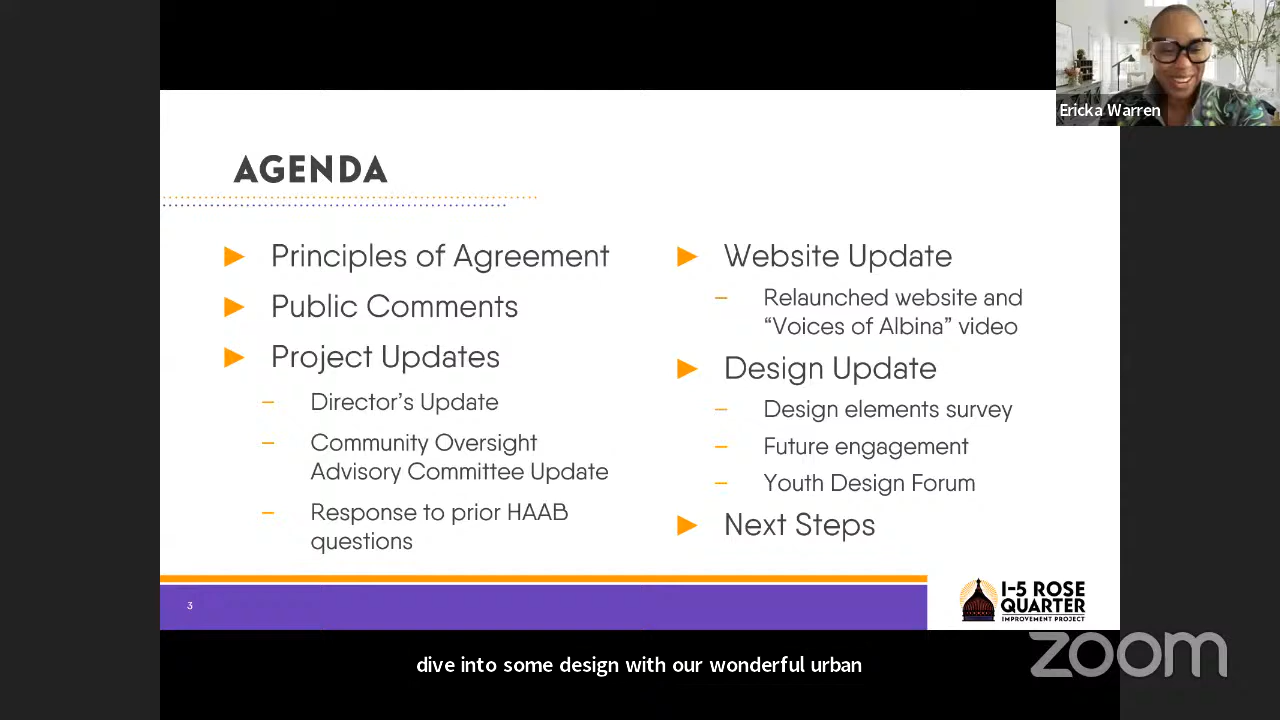 Ericka Warren
AGENDA
► Principles of Agreement
► Public Comments
► Project Updates
– Director's Update
– Community Oversight
Advisory Committee Update
– Response to prior HAAB
questions
► Website Update
– Relaunched website and
“Voices of Albina” video
► Design Update
– Design elements survey
– Future engagement
– Youth Design Forum
► Next Steps
3
I-5 ROSE
QUARTER
IMPROVEMENT PROJECT
dive into some design with our wonderful urban
zoom